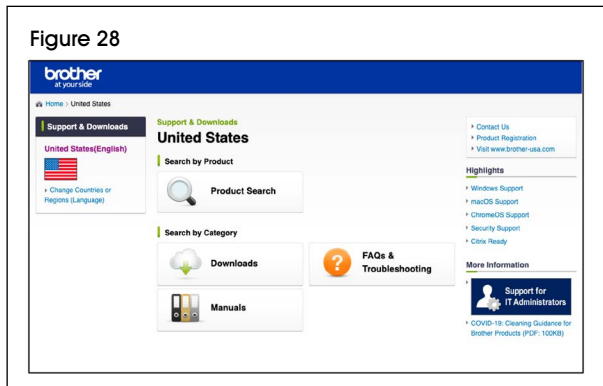 Figure 28
brother
at your side
Home > United States
Support & Downloads
United States(English)
Change Countries or
Regions (Language)
Support & Downloads
United States
Search by Product
Product Search
Search by Category
Downloads
FAQs &
Troubleshooting
Manuals
Contact Us
Product Registration
Visit www.brother-usa.com
Highlights
Windows Support
macOS Support
ChromeOS Support
Security Support
Citrix Ready
More Information
Support for
IT Administrators
COVID-19: Cleaning Guidance for
Brother Products (PDF: 100KB)